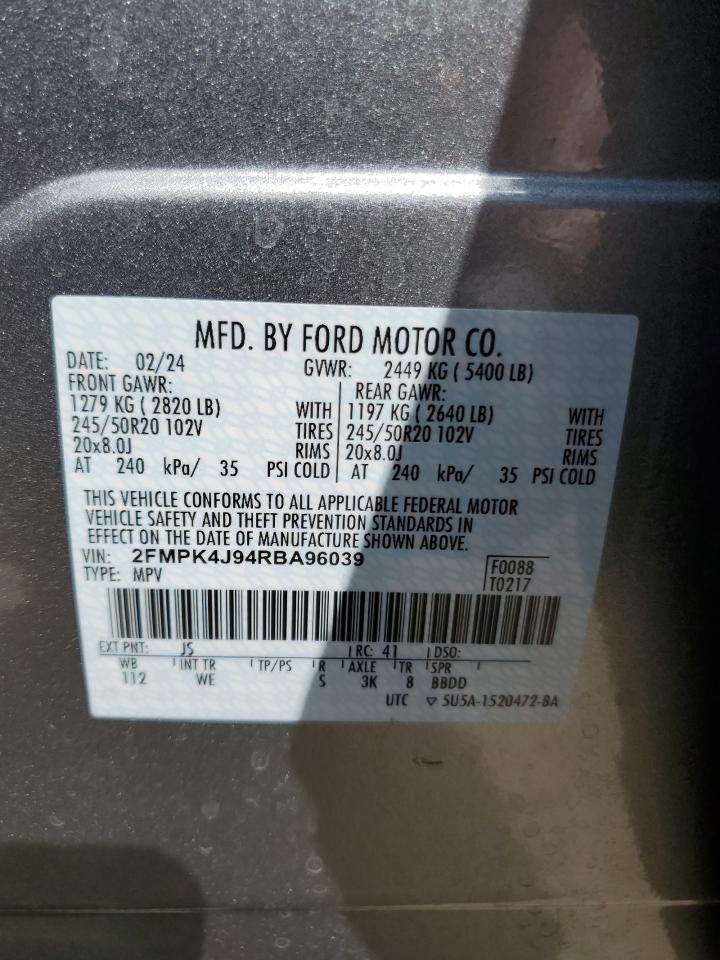 MFD. BY FORD MOTOR CO.
DATE: 02/24 GVWR: 2449 KG ( 5400 LB)
FRONT GAWR: REAR GAWR:
1279 KG ( 2820 LB) WITH 1197 KG ( 2640 LB) WITH
245/50R20 102V TIRES 245/50R20 102V TIRES
20x8.0J RIMS 20x8.0J RIMS
AT 240 kPa/ 35 PSI COLD AT 240 kPa/ 35 PSI COLD
THIS VEHICLE CONFORMS TO ALL APPLICABLE FEDERAL MOTOR
VEHICLE SAFETY AND THEFT PREVENTION STANDARDS IN
EFFECT ON THE DATE OF MANUFACTURE SHOWN ABOVE.
VIN: 2FMPK4J94RBA96039 F0088
TYPE: MPV T0217
EXT PNT: JS RC: 41 DSO:
WB INT TR TP/PS R AXLE TR SPR
112 WE S 3K 8 BBDD
UTC ▽ 5U5A-1520472-BA